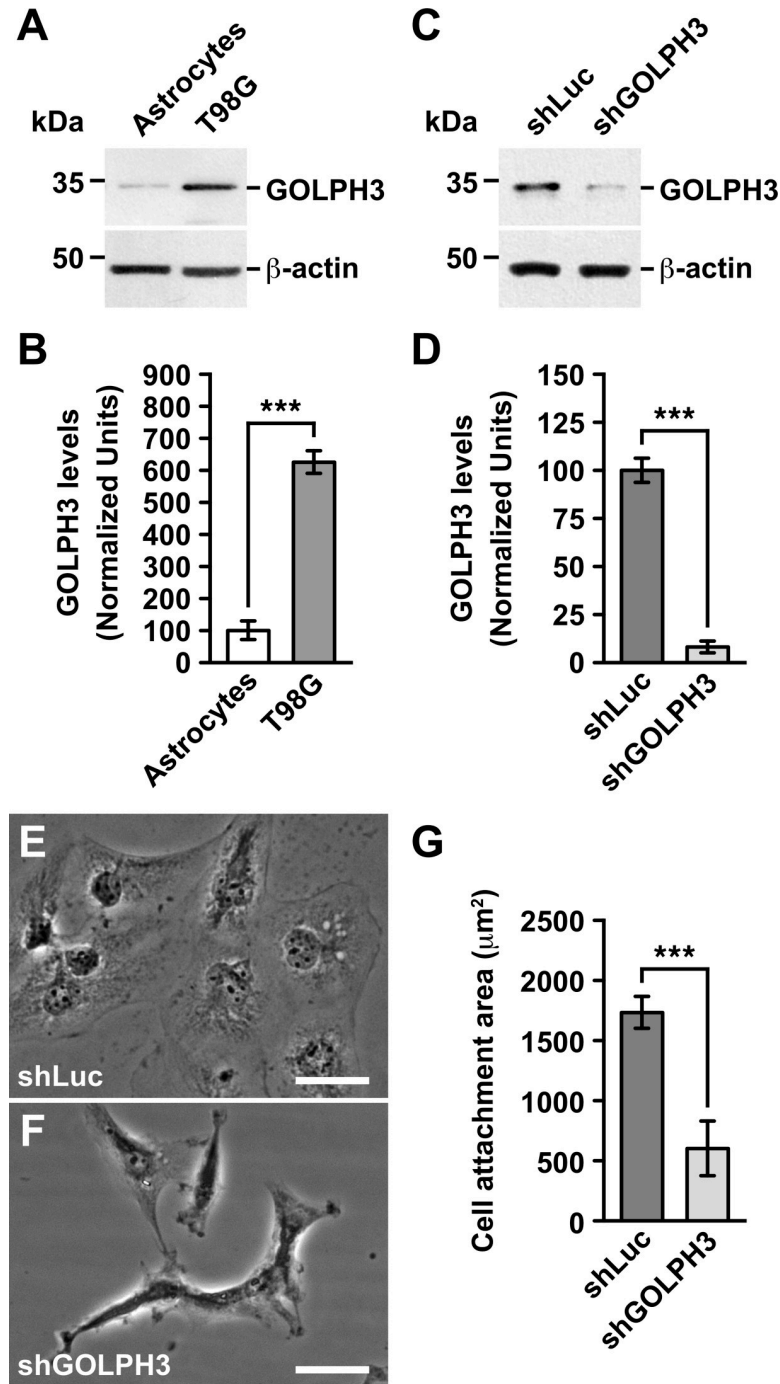 A
Astrocytes
T98G
kDa
35
GOLPH3
50
β-actin
C
shLuc
shGOLPH3
kDa
35
GOLPH3
50
β-actin
B
GOLPH3 levels
(Normalized Units)
900
800
700
600
500
400
300
200
100
0
***
Astrocytes
T98G
D
GOLPH3 levels
(Normalized Units)
150
125
100
75
50
25
0
***
shLuc
shGOLPH3
E
shLuc
F
shGOLPH3
G
Cell attachment area (μm²)
2500
2000
1500
1000
500
0
***
shLuc
shGOLPH3